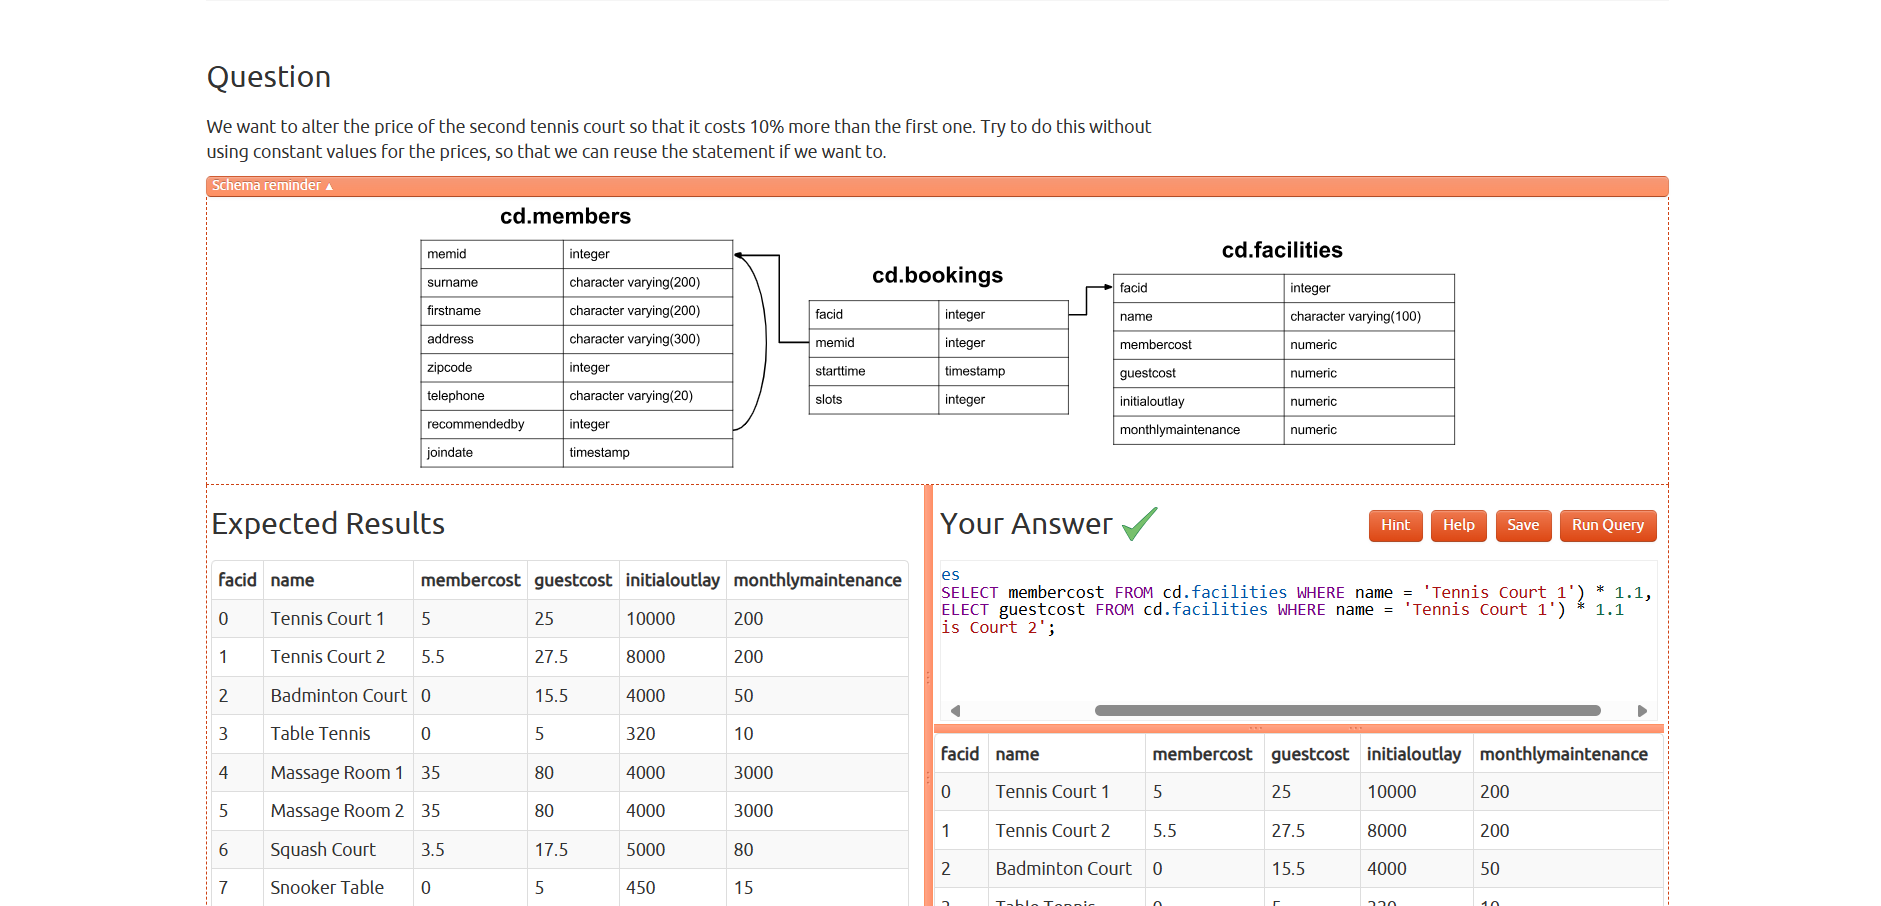 Question
We want to alter the price of the second tennis court so that it costs 10% more than the first one. Try to do this without
using constant values for the prices, so that we can reuse the statement if we want to.
Schema reminder ▲
cd.members
memid integer
surname character varying(200)
firstname character varying(200)
address character varying(300)
zipcode integer
telephone character varying(20)
recommendedby integer
joindate timestamp
cd.bookings
facid integer
memid integer
starttime timestamp
slots integer
cd.facilities
facid integer
name character varying(100)
membercost numeric
guestcost numeric
initialoutlay numeric
monthlymaintenance numeric
Expected Results
facid name membercost guestcost initialoutlay monthlymaintenance
0 Tennis Court 1 5 25 10000 200
1 Tennis Court 2 5.5 27.5 8000 200
2 Badminton Court 0 15.5 4000 50
3 Table Tennis 0 5 320 10
4 Massage Room 1 35 80 4000 3000
5 Massage Room 2 35 80 4000 3000
6 Squash Court 3.5 17.5 5000 80
7 Snooker Table 0 5 450 15
Your Answer
Hint Help Save Run Query
es
SELECT membercost FROM cd.facilities WHERE name = 'Tennis Court 1') * 1.1,
ELECT guestcost FROM cd.facilities WHERE name = 'Tennis Court 1') * 1.1
is Court 2';
facid name membercost guestcost initialoutlay monthlymaintenance
0 Tennis Court 1 5 25 10000 200
1 Tennis Court 2 5.5 27.5 8000 200
2 Badminton Court 0 15.5 4000 50